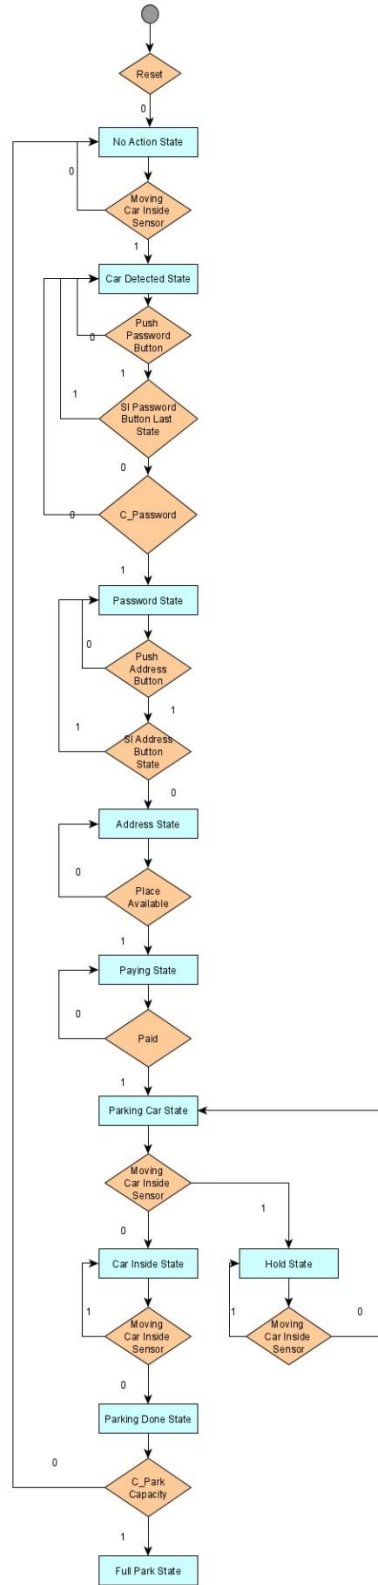 Reset
0
No Action State
0
Moving
Car Inside
Sensor
1
Car Detected State
Push
Password
Button
0
1
1
SI Password
Button Last
State
0
C_Password
0
1
Password State
Push
Address
Button
0
1
1
SI Address
Button
State
0
Address State
0
Place
Available
1
Paying State
0
Paid
1
Parking Car State
Moving
Car Inside
Sensor
1
0
Car Inside State
Hold State
1
Moving
Car Inside
Sensor
1
Moving
Car Inside
Sensor
0
0
Parking Done State
0
C_Park
Capacity
1
Full Park State